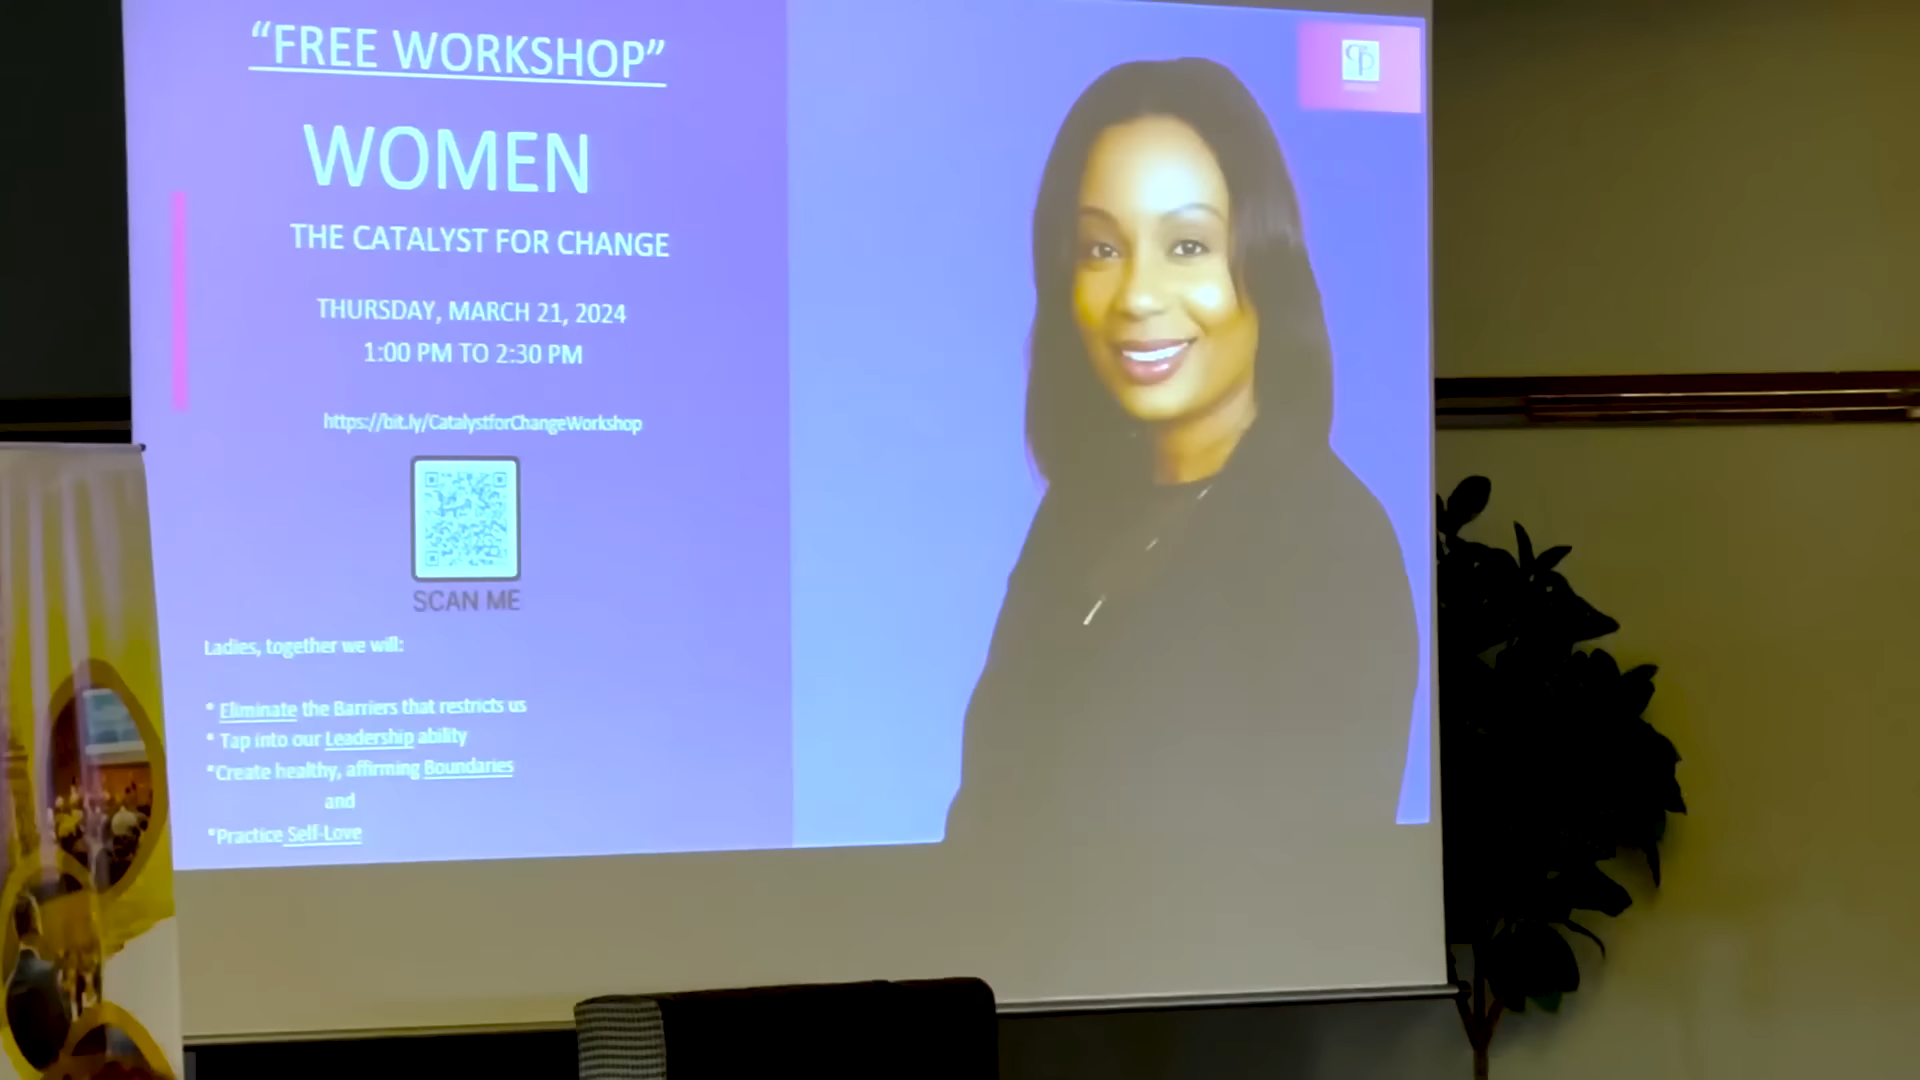 “FREE WORKSHOP”
WOMEN
THE CATALYST FOR CHANGE
THURSDAY, MARCH 21, 2024
1:00 PM TO 2:30 PM
https://bit.ly/CatalystforChangeWorkshop
SCAN ME
Ladies, together we will:
* Eliminate the Barriers that restricts us
* Tap into our Leadership ability
*Create healthy, affirming Boundaries
and
*Practice Self-Love